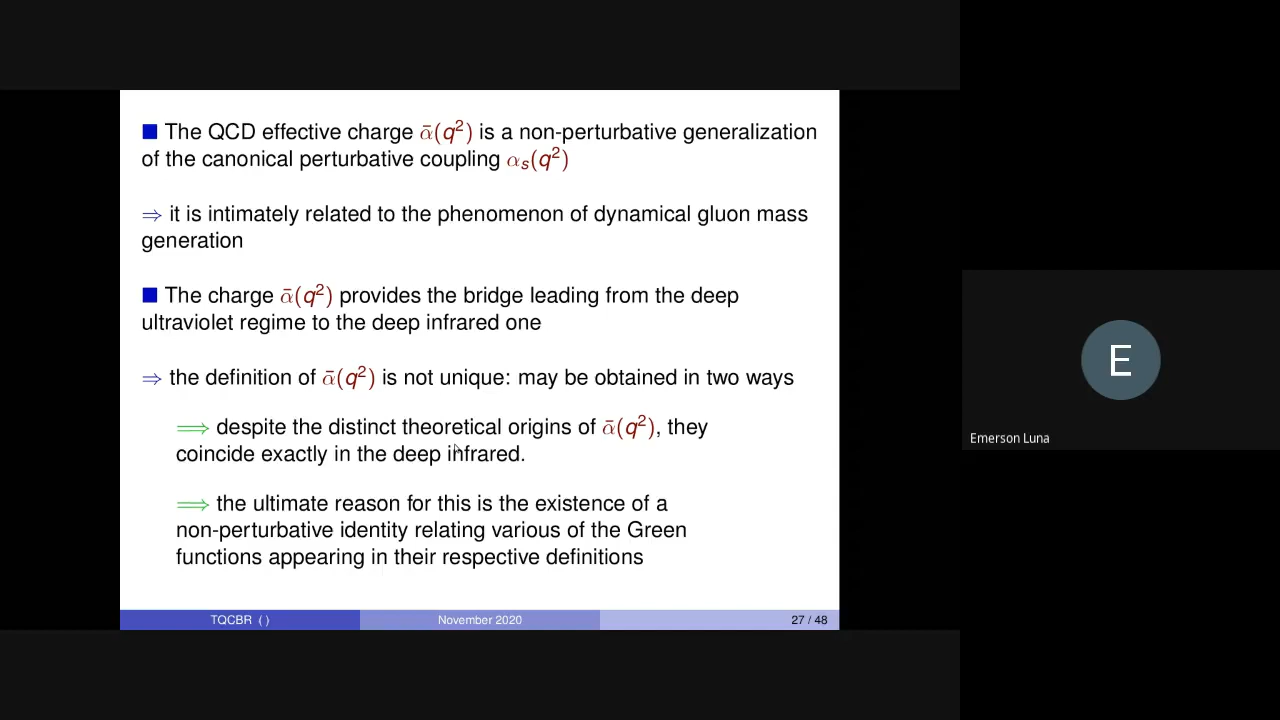 ■ The QCD effective charge ᾱ(q²) is a non-perturbative generalization
of the canonical perturbative coupling αₛ(q²)
⇒ it is intimately related to the phenomenon of dynamical gluon mass
generation
■ The charge ᾱ(q²) provides the bridge leading from the deep
ultraviolet regime to the deep infrared one
⇒ the definition of ᾱ(q²) is not unique: may be obtained in two ways
⟹ despite the distinct theoretical origins of ᾱ(q²), they
coincide exactly in the deep infrared.
⟹ the ultimate reason for this is the existence of a
non-perturbative identity relating various of the Green
functions appearing in their respective definitions
TQCBR ( ) November 2020 27 / 48
E
Emerson Luna